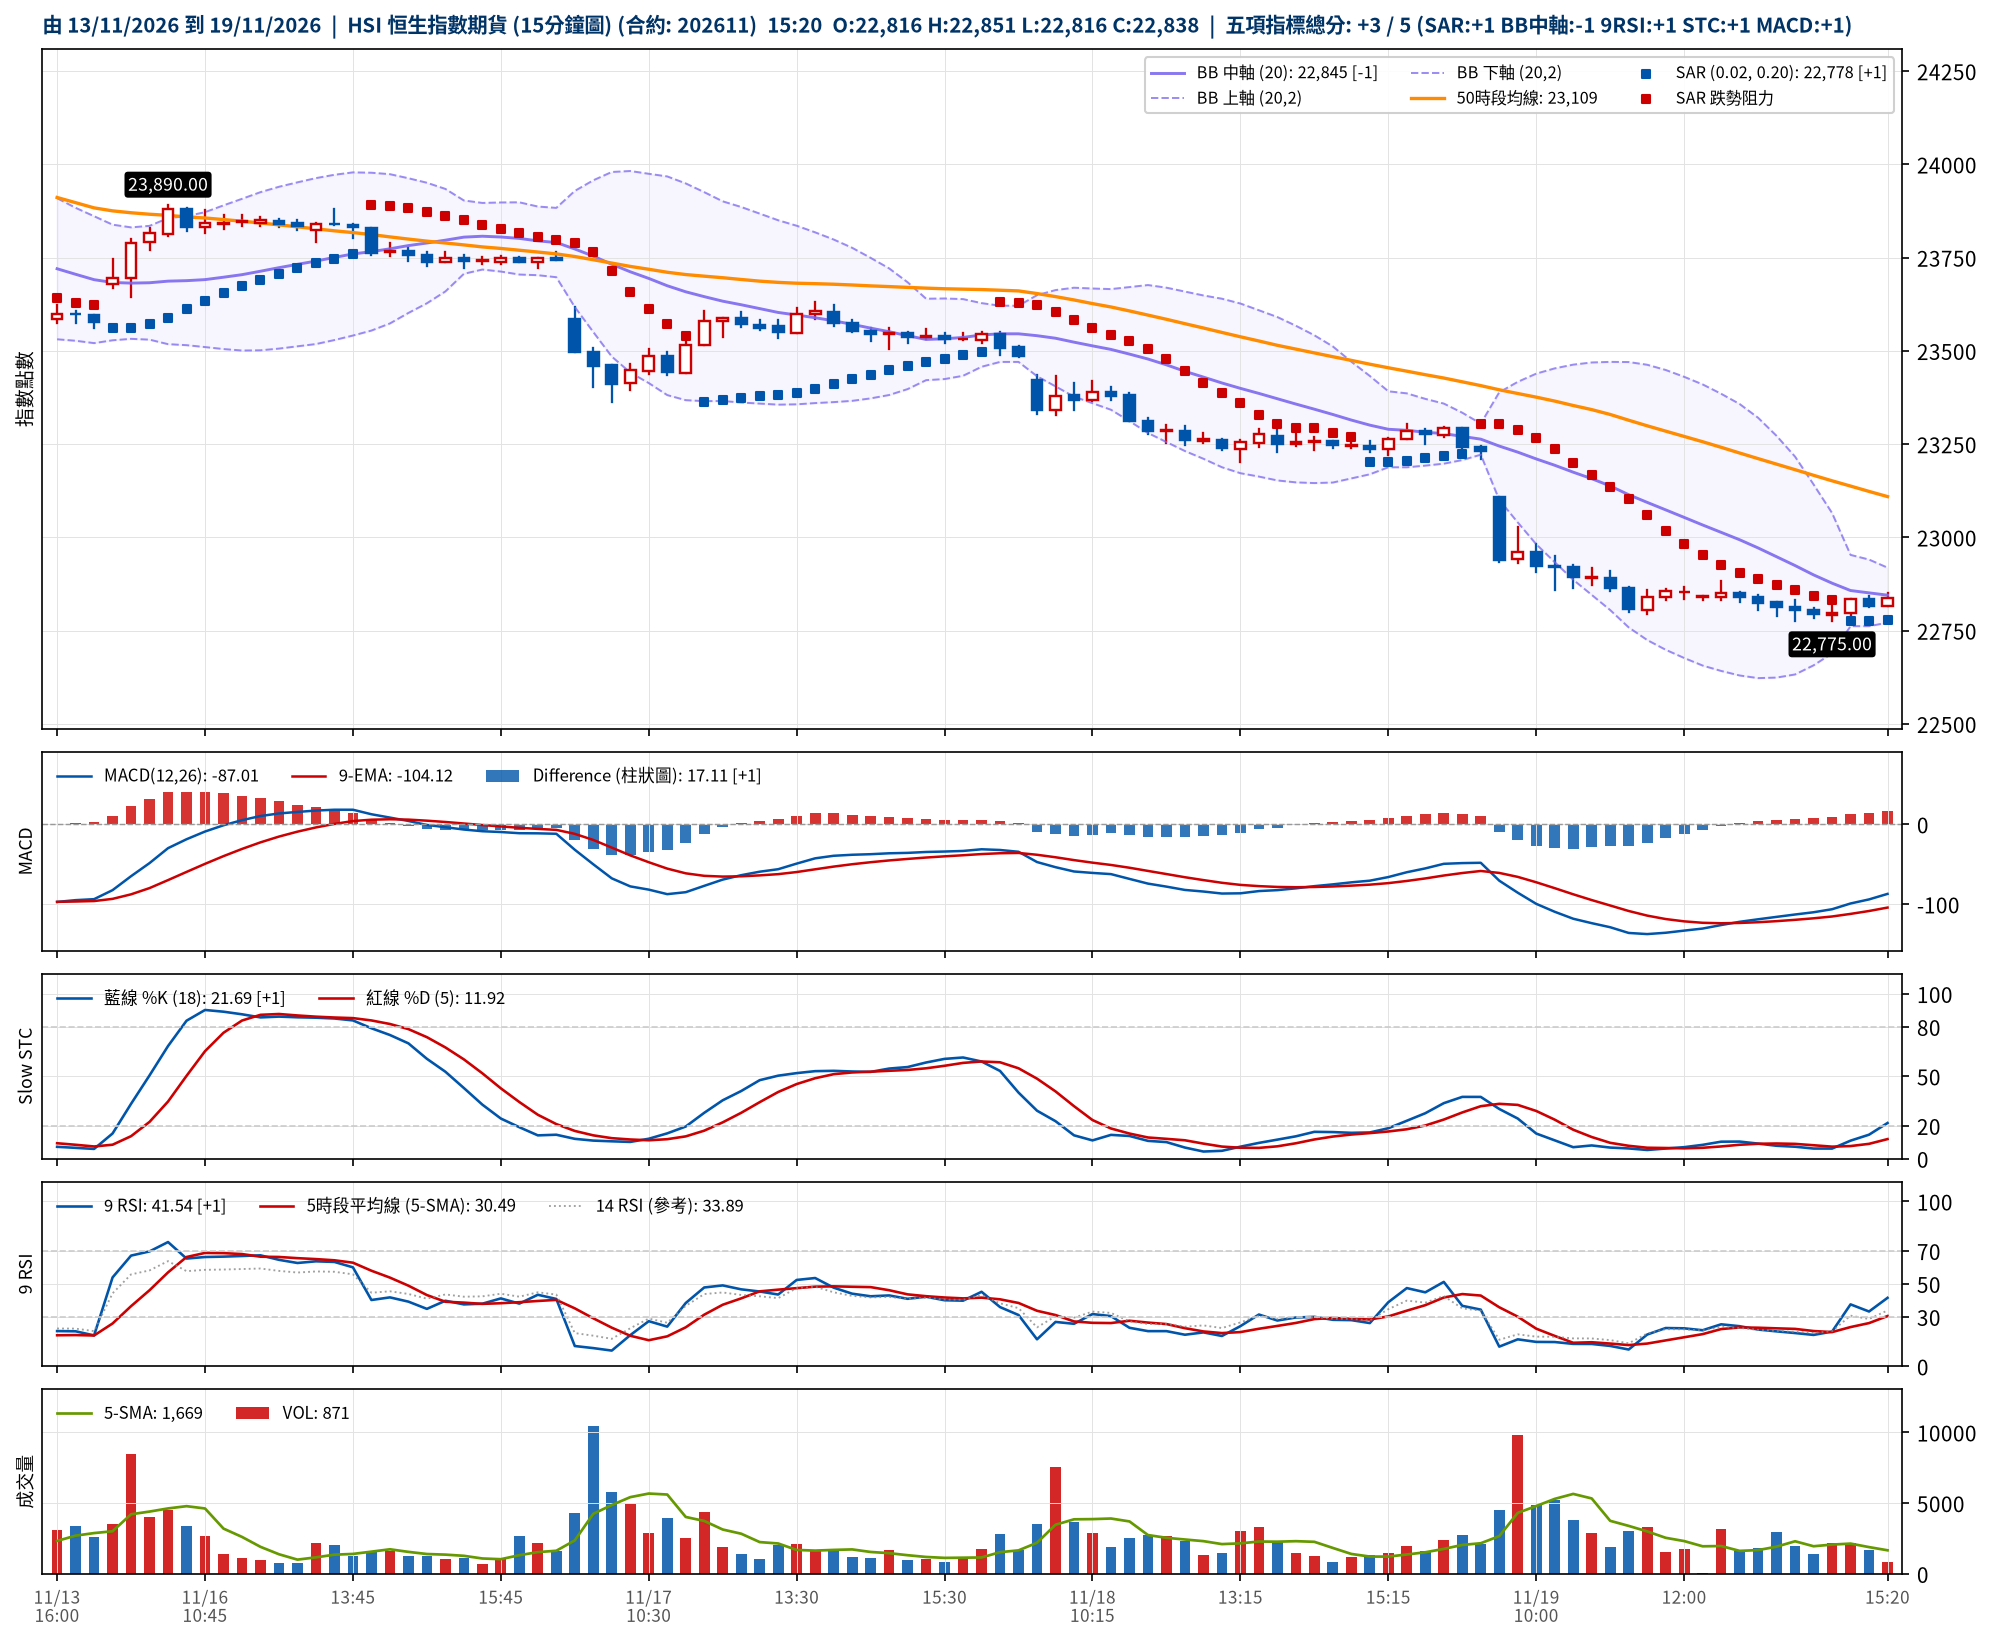 由 13/11/2026 到 19/11/2026 | HSI 恒生指數期貨 (15分鐘圖) (合約: 202611) 15:20 O:22,816 H:22,851 L:22,816 C:22,838 | 五項指標總分: +3 / 5 (SAR:+1 BB中軸:-1 9RSI:+1 STC:+1 MACD:+1)
BB 中軸 (20): 22,845 [-1]
BB 下軸 (20,2)
SAR (0.02, 0.20): 22,778 [+1]
BB 上軸 (20,2)
50時段均線: 23,109
SAR 跌勢阻力
24250
24000
23750
23500
23250
23000
22750
22500
指數點數
23,890.00
22,775.00
MACD(12,26): -87.01
9-EMA: -104.12
Difference (柱狀圖): 17.11 [+1]
MACD
0
-100
藍線 %K (18): 21.69 [+1]
紅線 %D (5): 11.92
Slow STC
100
80
50
20
0
9 RSI: 41.54 [+1]
5時段平均線 (5-SMA): 30.49
14 RSI (參考): 33.89
9 RSI
100
70
50
30
0
5-SMA: 1,669
VOL: 871
成交量
10000
5000
0
11/13
16:00
11/16
10:45
13:45
15:45
11/17
10:30
13:30
15:30
11/18
10:15
13:15
15:15
11/19
10:00
12:00
15:20